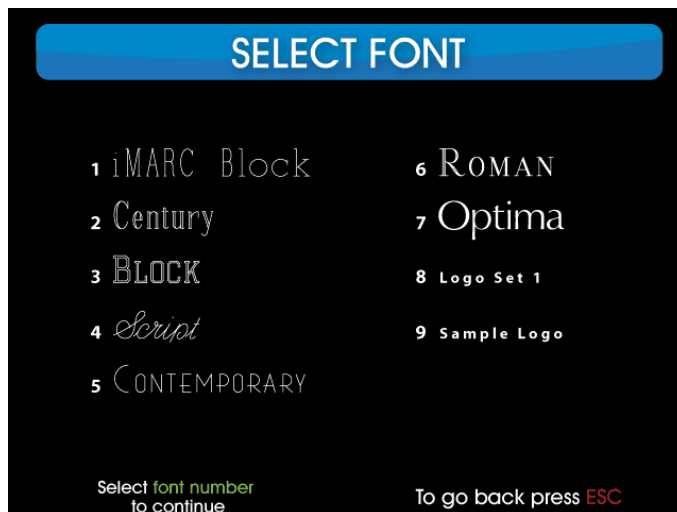 SELECT FONT
1 iMARC Block
2 Century
3 BLOCK
4 Script
5 CONTEMPORARY
6 ROMAN
7 Optima
8 Logo Set 1
9 Sample Logo
Select font number
to continue
To go back press ESC